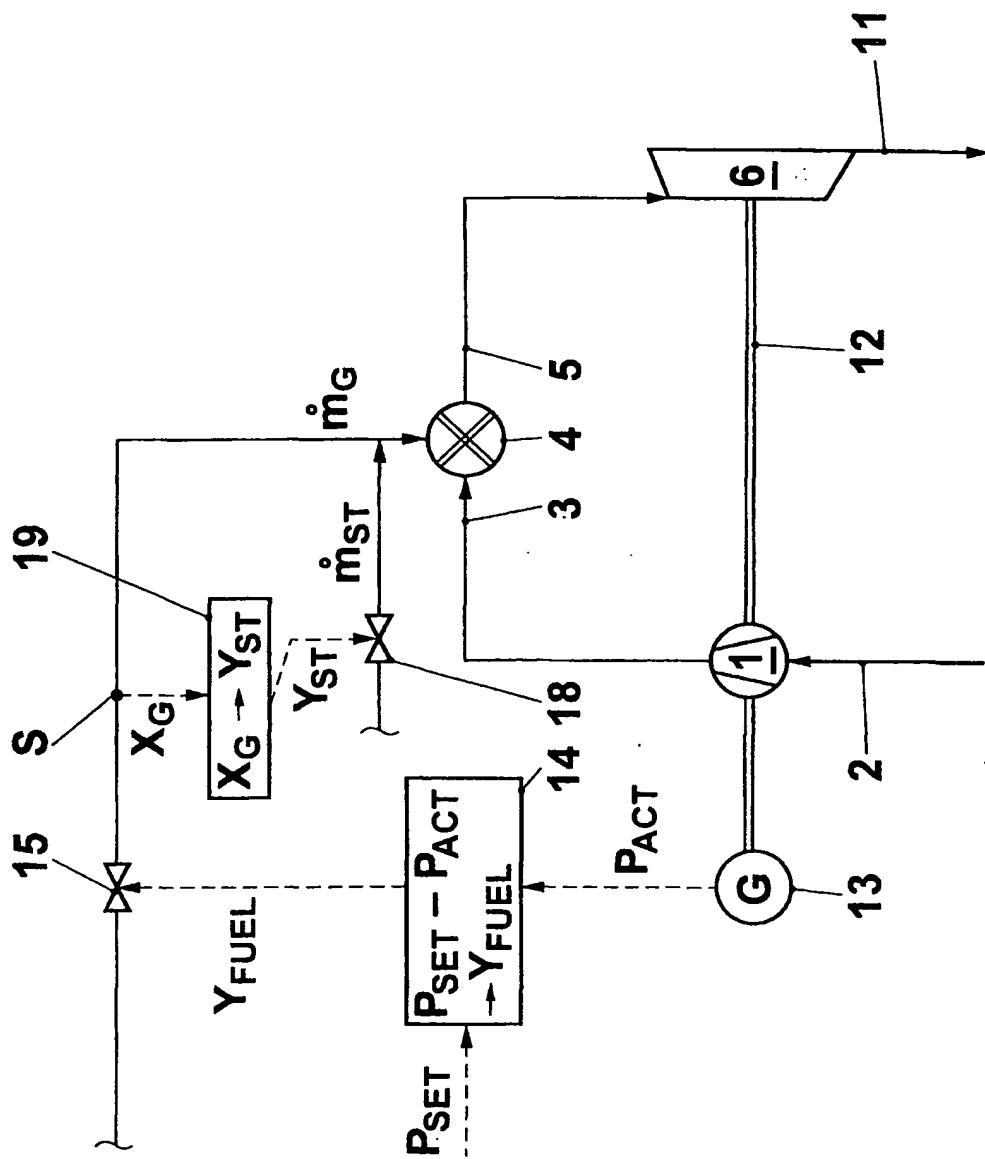 15
S
19
X_G
Y_FUEL
X_G → Y_ST
ṁ_G
Y_ST
ṁ_ST
P_SET
P_SET – P_ACT
→ Y_FUEL
18
14
3
4
5
P_ACT
G
1
6
13
2
12
11